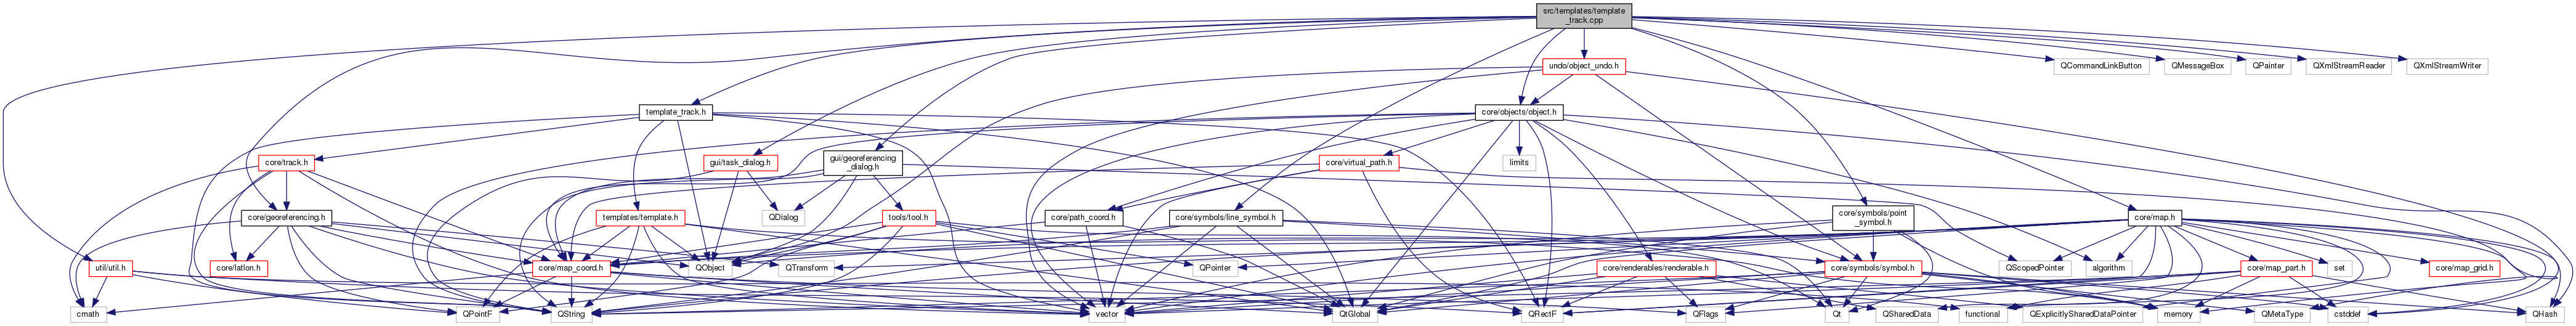 src/templates/template
_track.cpp
undo/object_undo.h
QCommandLinkButton
QMessageBox
QPainter
QXmlStreamReader
QXmlStreamWriter
template_track.h
core/objects/object.h
core/track.h
gui/task_dialog.h
gui/georeferencing
_dialog.h
core/virtual_path.h
limits
core/georeferencing.h
QDialog
templates/template.h
tools/tool.h
core/path_coord.h
core/symbols/line_symbol.h
core/symbols/point
_symbol.h
core/map.h
util/util.h
core/latlon.h
core/map_coord.h
QObject
QTransform
QPointer
core/renderables/renderable.h
core/symbols/symbol.h
QScopedPointer
algorithm
core/map_part.h
set
core/map_grid.h
cmath
QPointF
QString
vector
QtGlobal
QRectF
QFlags
Qt
QSharedData
functional
QExplicitlySharedDataPointer
memory
QMetaType
cstddef
QHash